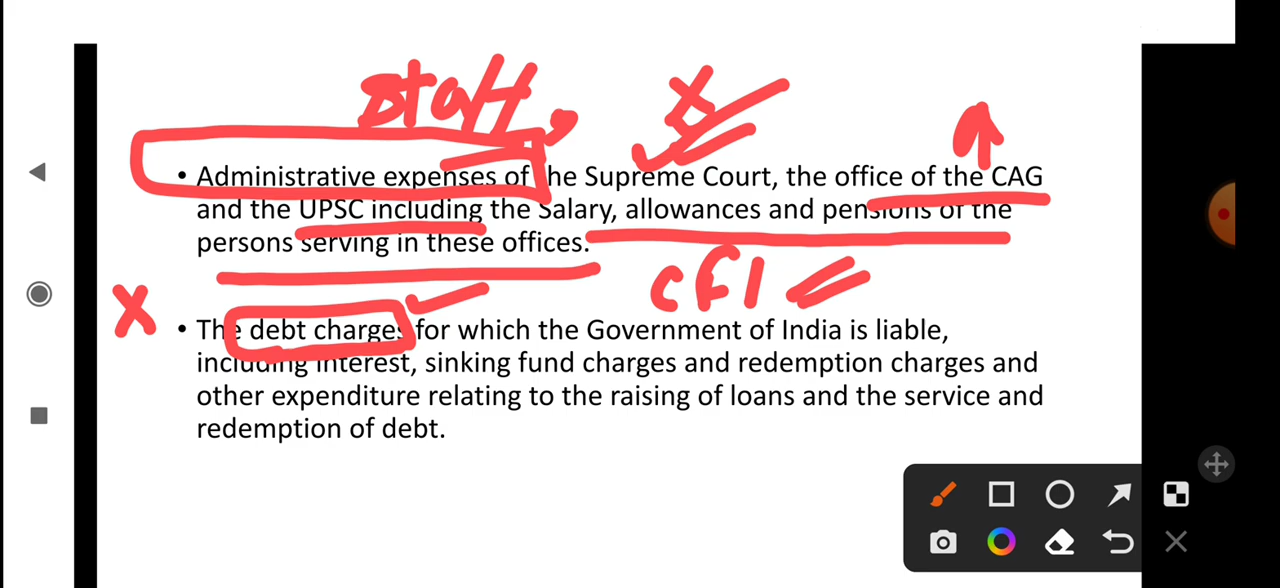 staff,
• Administrative expenses of the Supreme Court, the office of the CAG
and the UPSC including the Salary, allowances and pensions of the
persons serving in these offices.
CFI
X
• The debt charges for which the Government of India is liable,
including interest, sinking fund charges and redemption charges and
other expenditure relating to the raising of loans and the service and
redemption of debt.